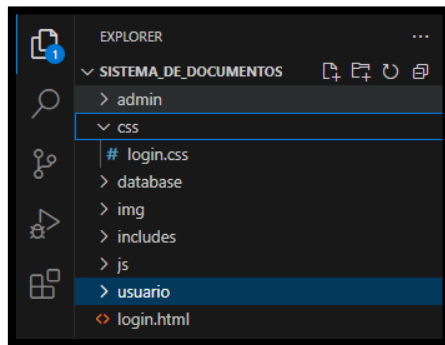 EXPLORER
SISTEMA_DE_DOCUMENTOS
1
admin
css
# login.css
database
img
includes
js
usuario
<> login.html